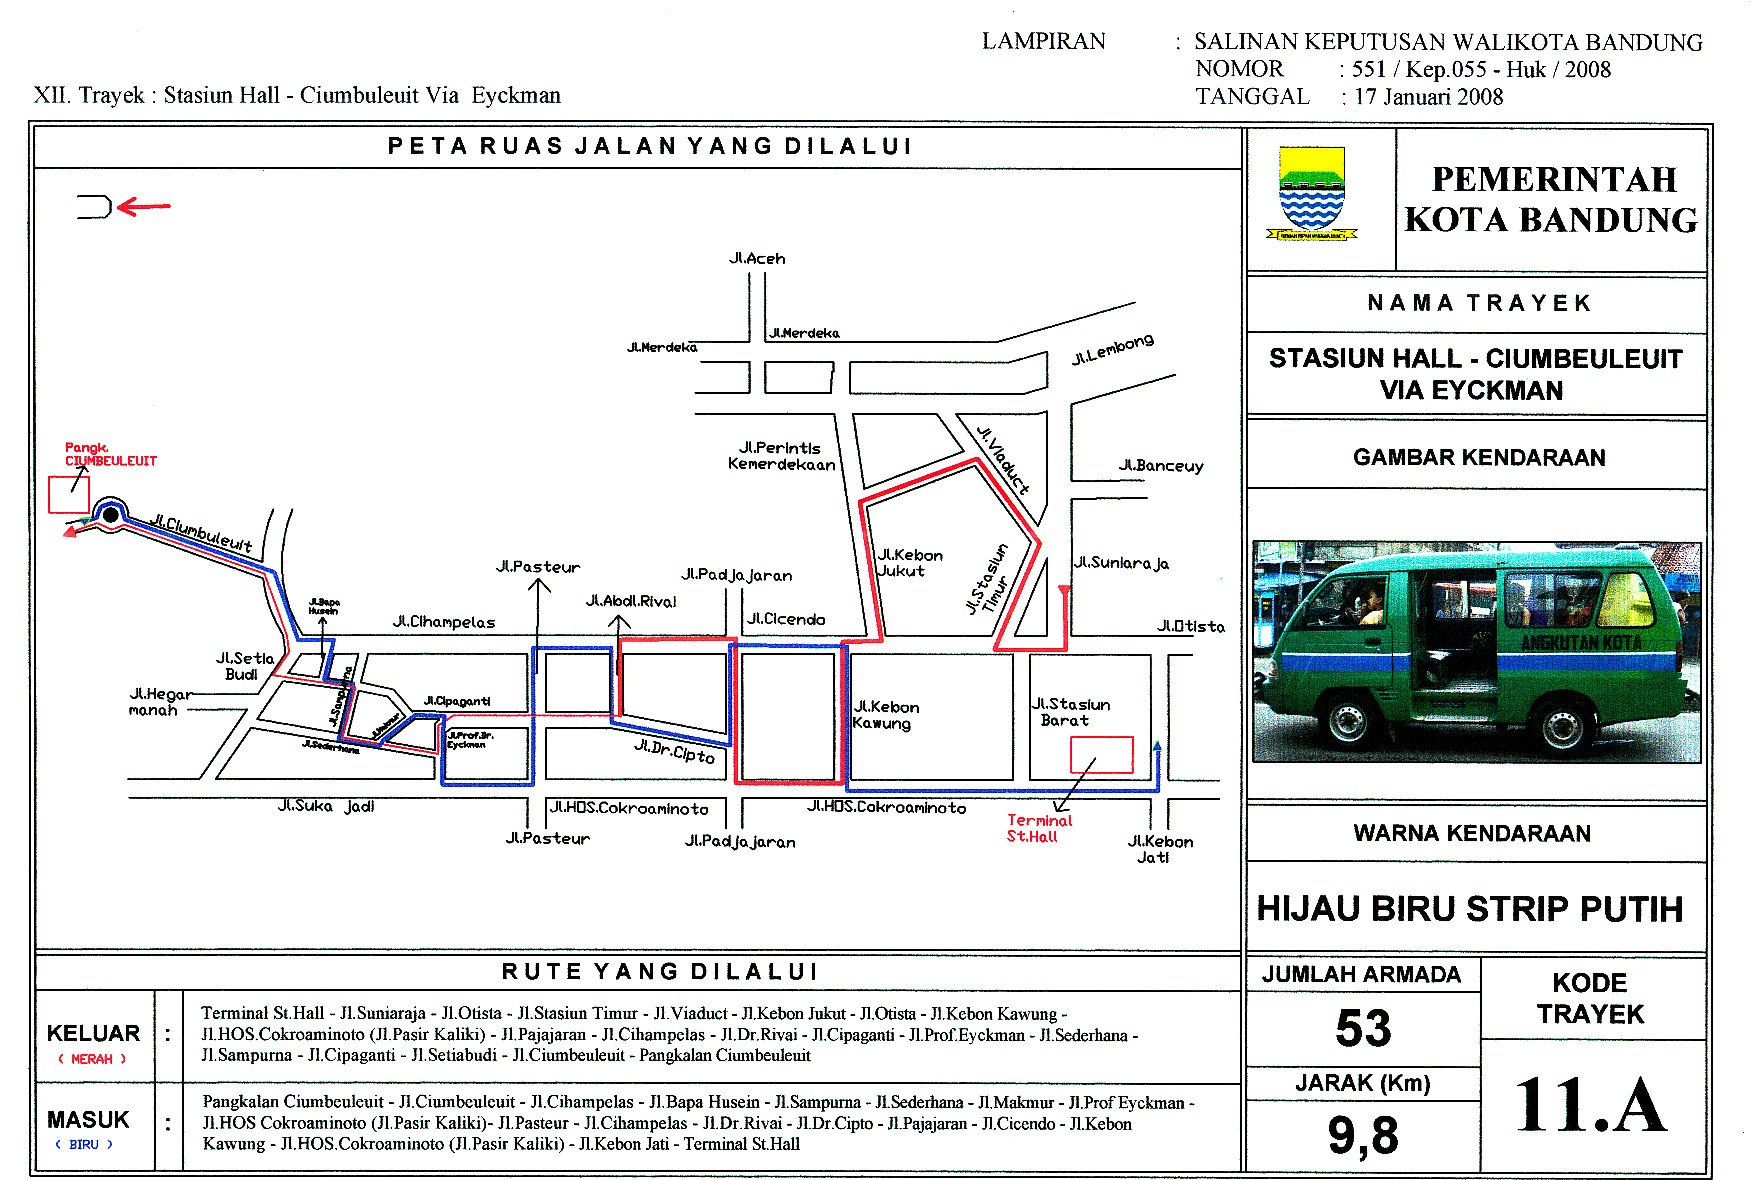 LAMPIRAN : SALINAN KEPUTUSAN WALIKOTA BANDUNG
NOMOR : 551 / Kep.055 - Huk / 2008
TANGGAL : 17 Januari 2008
XII. Trayek : Stasiun Hall - Ciumbuleuit Via Eyckman
PETA RUAS JALAN YANG DILALUI
Jl.Aceh
Jl.Merdeka
Jl.Merdeka
Jl.Lembong
Jl.Viaduct
Jl.Perintis
Kemerdekaan
Jl.Banceuy
Pangk.
CIUMBEULEUIT
Jl.Ciumbuleuit
Jl.Kebon
Jukut
Jl.Stasiun
Timur
Jl.Suniaraja
Jl.Pasteur
Jl.Padjajaran
Jl.Abdl.Rivai
Jl.Bapa
Husein
Jl.Cihampelas
Jl.Cicendo
Jl.Otista
Jl.Setia
Budi
Jl.Hegar
manah
Jl.Sampurna
Jl.Cipaganti
Jl.Makmur
Jl.Prof.Dr.
Eyckman
Jl.Sederhana
Jl.Dr.Cipto
Jl.Kebon
Kawung
Jl.Stasiun
Barat
Jl.Suka jadi
Jl.HOS.Cokroaminoto
Jl.HOS.Cokroaminoto
Terminal
St.Hall
Jl.Pasteur
Jl.Padjajaran
Jl.Kebon
Jati
RUTE YANG DILALUI
KELUAR
( MERAH )
:
Terminal St.Hall - Jl.Suniaraja - Jl.Otista - Jl.Stasiun Timur - Jl.Viaduct - Jl.Kebon Jukut - Jl.Otista - Jl.Kebon Kawung -
Jl.HOS.Cokroaminoto (Jl.Pasir Kaliki) - Jl.Pajajaran - Jl.Cihampelas - Jl.Dr.Rivai - Jl.Cipaganti - Jl.Prof.Eyckman - Jl.Sederhana -
Jl.Sampurna - Jl.Cipaganti - Jl.Setiabudi - Jl.Ciumbeuleuit - Pangkalan Ciumbeuleuit
MASUK
( BIRU )
:
Pangkalan Ciumbeuleuit - Jl.Ciumbeulcuit - Jl.Cihampelas - Jl.Bapa Husein - Jl.Sampurna - Jl.Sederhana - Jl.Makmur - Jl.Prof Eyckman -
Jl.HOS Cokroaminoto (Jl.Pasir Kaliki)- Jl.Pasteur - Jl.Cihampelas - Jl.Dr.Rivai - Jl.Dr.Cipto - Jl.Pajajaran - Jl.Cicendo - Jl.Kebon
Kawung - Jl.HOS.Cokroaminoto (Jl.Pasir Kaliki) - Jl.Kebon Jati - Terminal St.Hall
PEMERINTAH
KOTA BANDUNG
NAMA TRAYEK
STASIUN HALL - CIUMBEULEUIT
VIA EYCKMAN
GAMBAR KENDARAAN
ANGKUTAN KOTA
WARNA KENDARAAN
HIJAU BIRU STRIP PUTIH
JUMLAH ARMADA
53
JARAK (Km)
9,8
KODE
TRAYEK
11.A